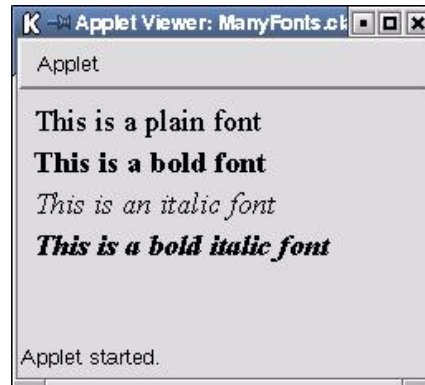 Applet Viewer: ManyFonts.cl
Applet
This is a plain font
This is a bold font
This is an italic font
This is a bold italic font
Applet started.